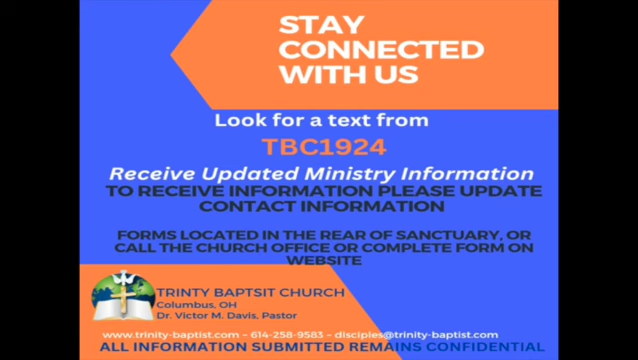 STAY
CONNECTED
WITH US
Look for a text from
TBC1924
Receive Updated Ministry Information
TO RECEIVE INFORMATION PLEASE UPDATE
CONTACT INFORMATION
FORMS LOCATED IN THE REAR OF SANCTUARY, OR
CALL THE CHURCH OFFICE OR COMPLETE FORM ON
WEBSITE
TRINTY BAPTSIT CHURCH
Columbus, OH
Dr. Victor M. Davis, Pastor
www.trinity-baptist.com – 614-258-9583 – disciples@trinity-baptist.com
ALL INFORMATION SUBMITTED REMAINS CONFIDENTIAL